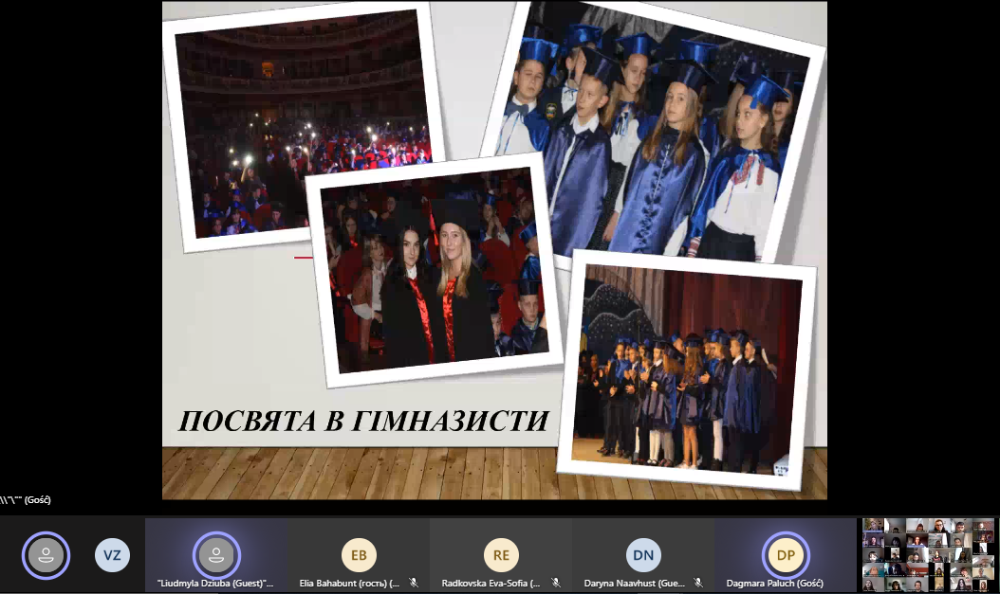 ПОСВЯТА В ГІМНАЗИСТИ
\\"\"" (Gość)
VZ
EB
RE
DN
DP
"Liudmyla Dziuba (Guest)"...
Elia Bahabunt (гость) (...
Radkovska Eva-Sofia (...
Daryna Naavhust (Gue...
Dagmara Paluch (Gość)